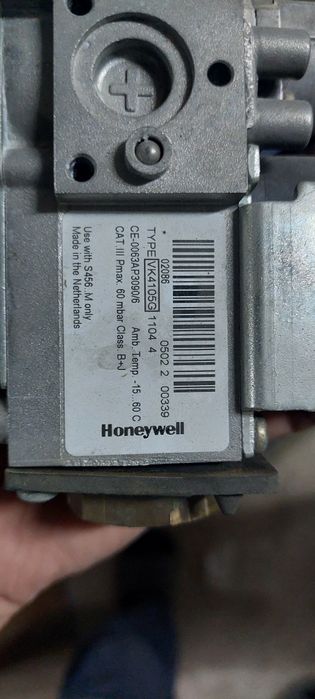 02086 0502 2 00339
TYPE VK4105G 1104 4
CE-0063AP3090/6 Amb. Temp. -15...60 C
CAT. III Pmax. 60 mbar Class B+J
Use with S456..M only
Made in the Netherlands
Honeywell